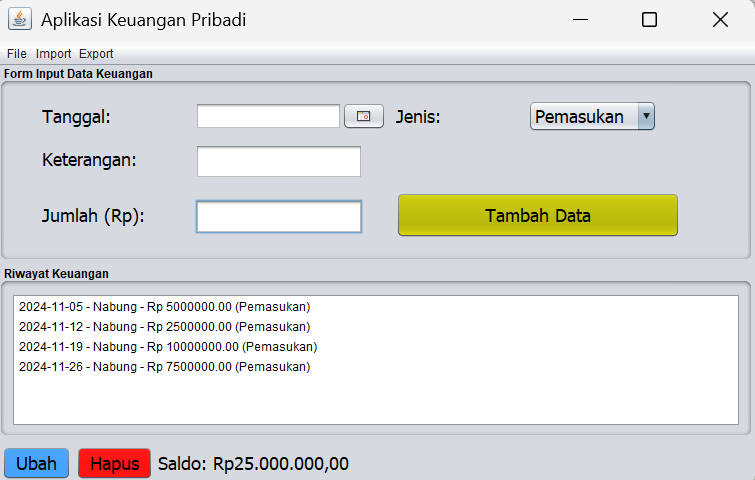 Aplikasi Keuangan Pribadi
File Import Export
Form Input Data Keuangan
Tanggal: Jenis: Pemasukan
Keterangan:
Jumlah (Rp): Tambah Data
Riwayat Keuangan
2024-11-05 - Nabung - Rp 5000000.00 (Pemasukan)
2024-11-12 - Nabung - Rp 2500000.00 (Pemasukan)
2024-11-19 - Nabung - Rp 10000000.00 (Pemasukan)
2024-11-26 - Nabung - Rp 7500000.00 (Pemasukan)
Ubah Hapus Saldo: Rp25.000.000,00